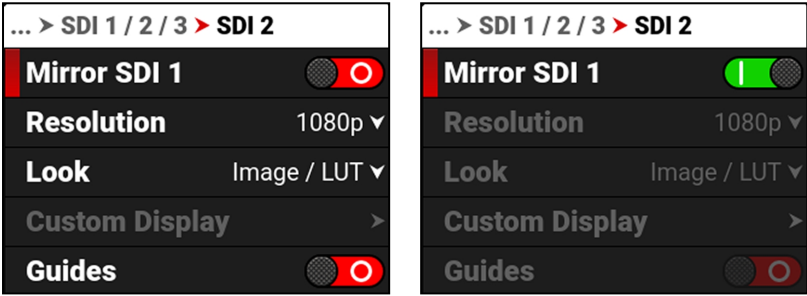 ... > SDI 1 / 2 / 3 > SDI 2
Mirror SDI 1
Resolution 1080p
Look Image / LUT
Custom Display
Guides
... > SDI 1 / 2 / 3 > SDI 2
Mirror SDI 1
Resolution 1080p
Look Image / LUT
Custom Display
Guides